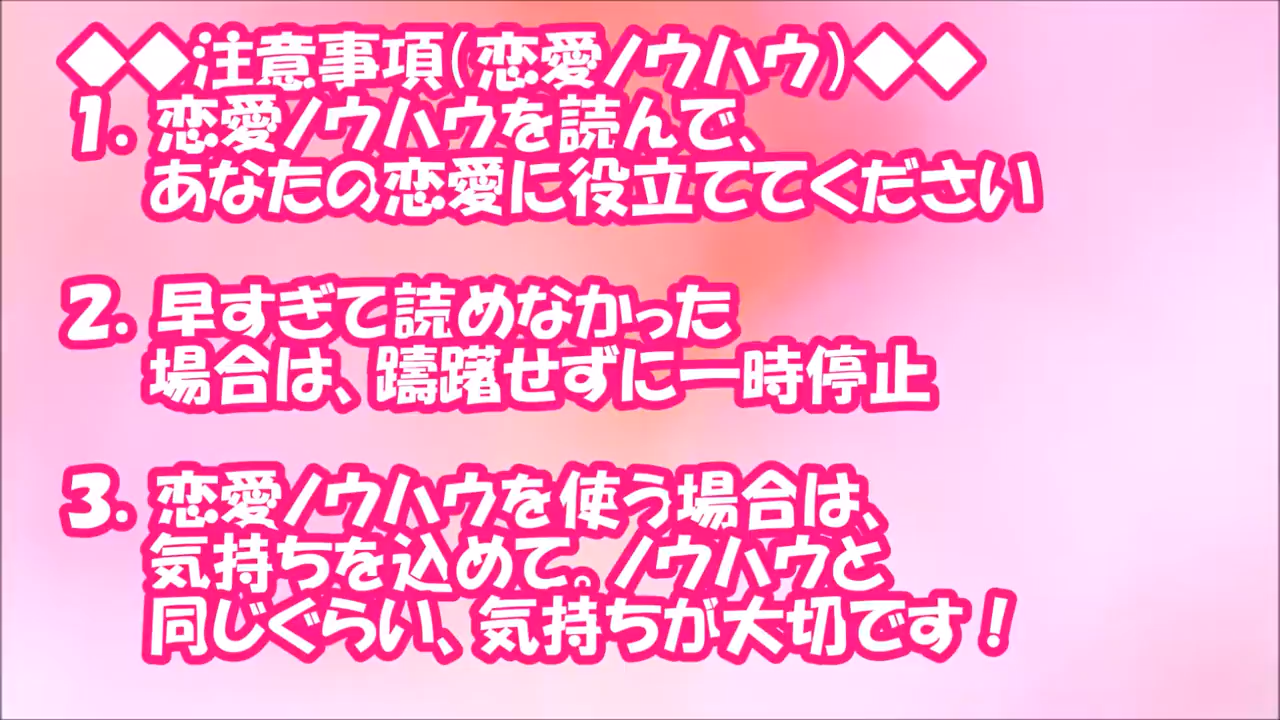 ◆◆注意事項(恋愛ノウハウ)◆◆
1. 恋愛ノウハウを読んで、
あなたの恋愛に役立ててください
2. 早すぎて読めなかった
場合は、躊躇せずに一時停止
3. 恋愛ノウハウを使う場合は、
気持ちを込めて。ノウハウと
同じぐらい、気持ちが大切です!